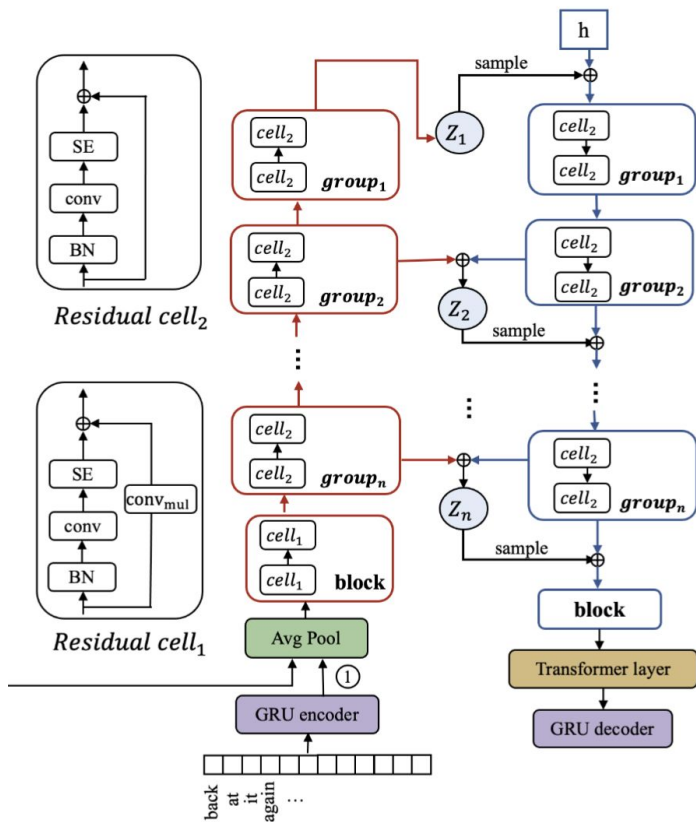 h
sample
Z₁
cell₂
cell₂
group₁
cell₂
cell₂
group₁
SE
conv
BN
Residual cell₂
cell₂
cell₂
group₂
Z₂
sample
cell₂
cell₂
group₂
...
...
...
cell₂
cell₂
groupₙ
Zₙ
sample
cell₂
cell₂
groupₙ
SE
conv
convₘᵤₗ
BN
Residual cell₁
cell₁
cell₁
block
block
Avg Pool
Transformer layer
①
GRU encoder
GRU decoder
back
at
it
again
...